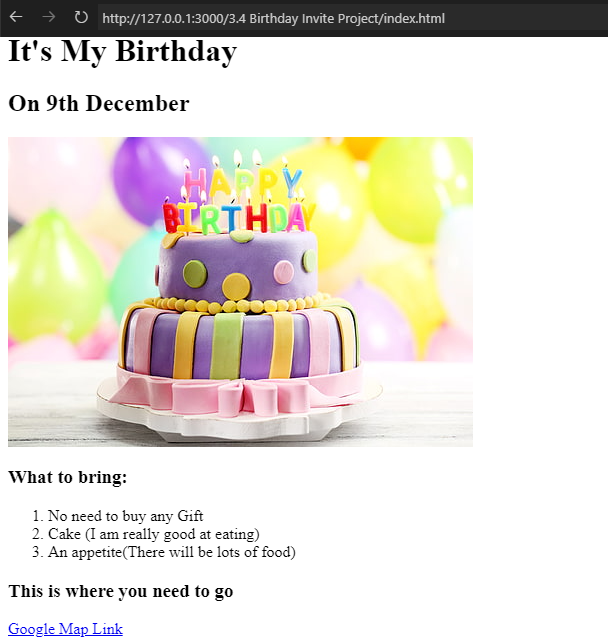 http://127.0.0.1:3000/3.4 Birthday Invite Project/index.html
It's My Birthday
On 9th December
HAPPY
BIRTHDAY
What to bring:
1. No need to buy any Gift
2. Cake (I am really good at eating)
3. An appetite(There will be lots of food)
This is where you need to go
Google Map Link